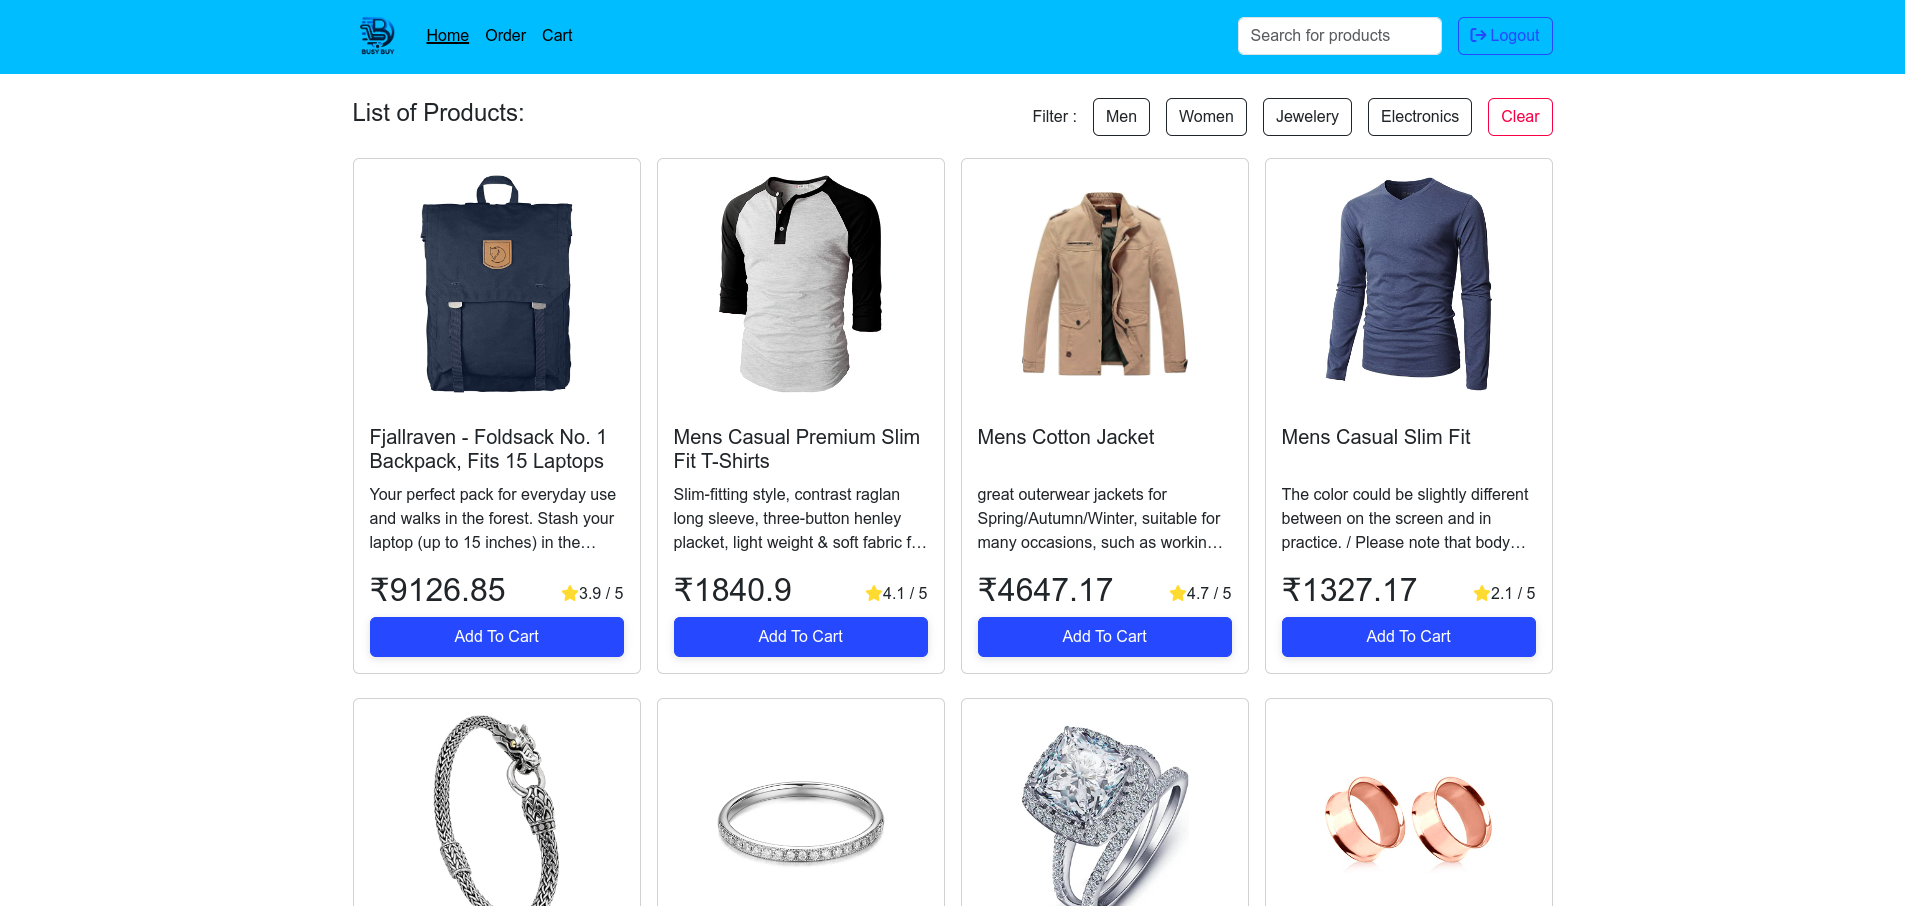 BUSY BUY
Home Order Cart
Search for products
Logout
List of Products:
Filter : Men Women Jewelery Electronics Clear
Fjallraven - Foldsack No. 1
Backpack, Fits 15 Laptops
Your perfect pack for everyday use
and walks in the forest. Stash your
laptop (up to 15 inches) in the…
₹9126.85
3.9 / 5
Add To Cart
Mens Casual Premium Slim
Fit T-Shirts
Slim-fitting style, contrast raglan
long sleeve, three-button henley
placket, light weight & soft fabric f…
₹1840.9
4.1 / 5
Add To Cart
Mens Cotton Jacket
great outerwear jackets for
Spring/Autumn/Winter, suitable for
many occasions, such as workin…
₹4647.17
4.7 / 5
Add To Cart
Mens Casual Slim Fit
The color could be slightly different
between on the screen and in
practice. / Please note that body…
₹1327.17
2.1 / 5
Add To Cart